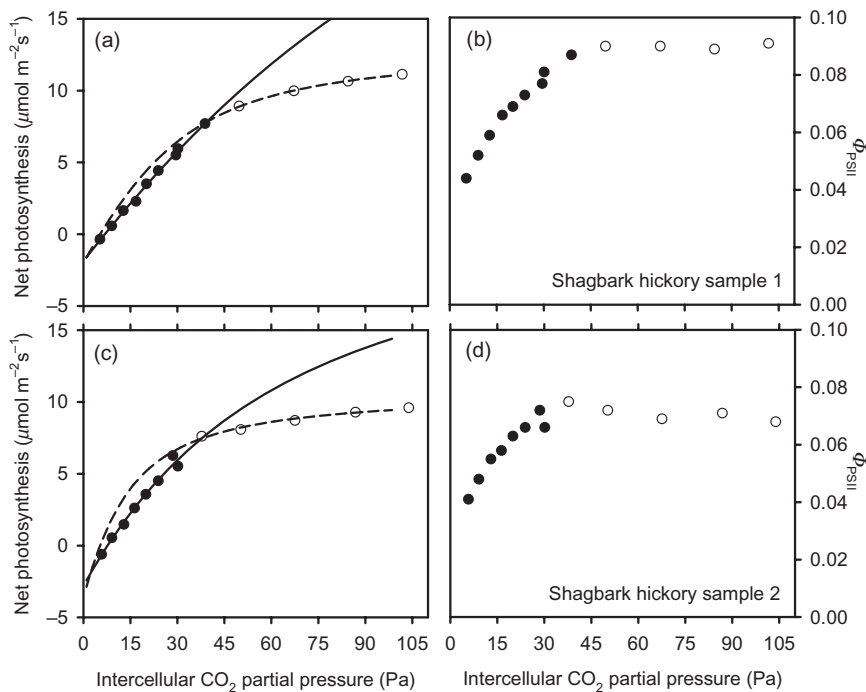 Net photosynthesis (μmol m⁻²s⁻¹)
15
10
5
0
–5
(a)
(b)
Shagbark hickory sample 1
0.10
0.08
0.06
0.04
0.02
0.00
Φ_PSII
Net photosynthesis (μmol m⁻²s⁻¹)
15
10
5
0
–5
(c)
(d)
Shagbark hickory sample 2
0.10
0.08
0.06
0.04
0.02
0.00
Φ_PSII
0 15 30 45 60 75 90 105
0 15 30 45 60 75 90 105
Intercellular CO₂ partial pressure (Pa)
Intercellular CO₂ partial pressure (Pa)